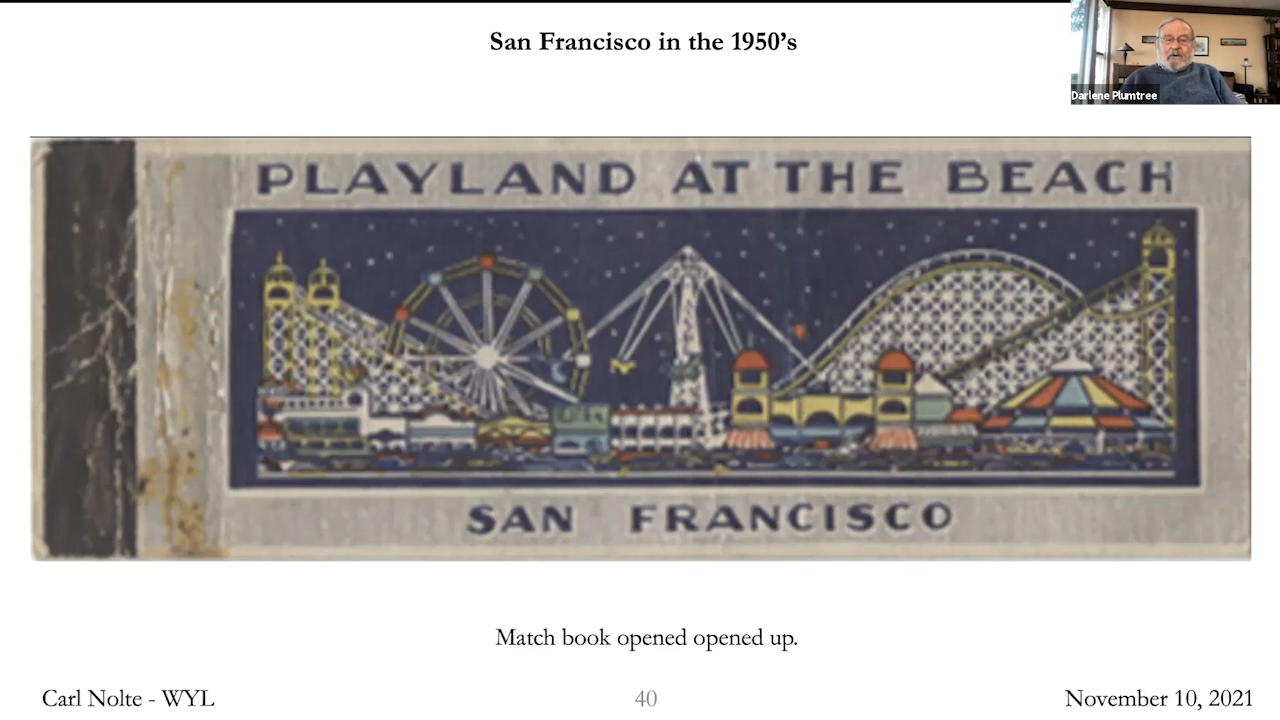 San Francisco in the 1950’s
Darlene Plumtree
PLAYLAND AT THE BEACH
SAN FRANCISCO
Match book opened opened up.
Carl Nolte - WYL
40
November 10, 2021